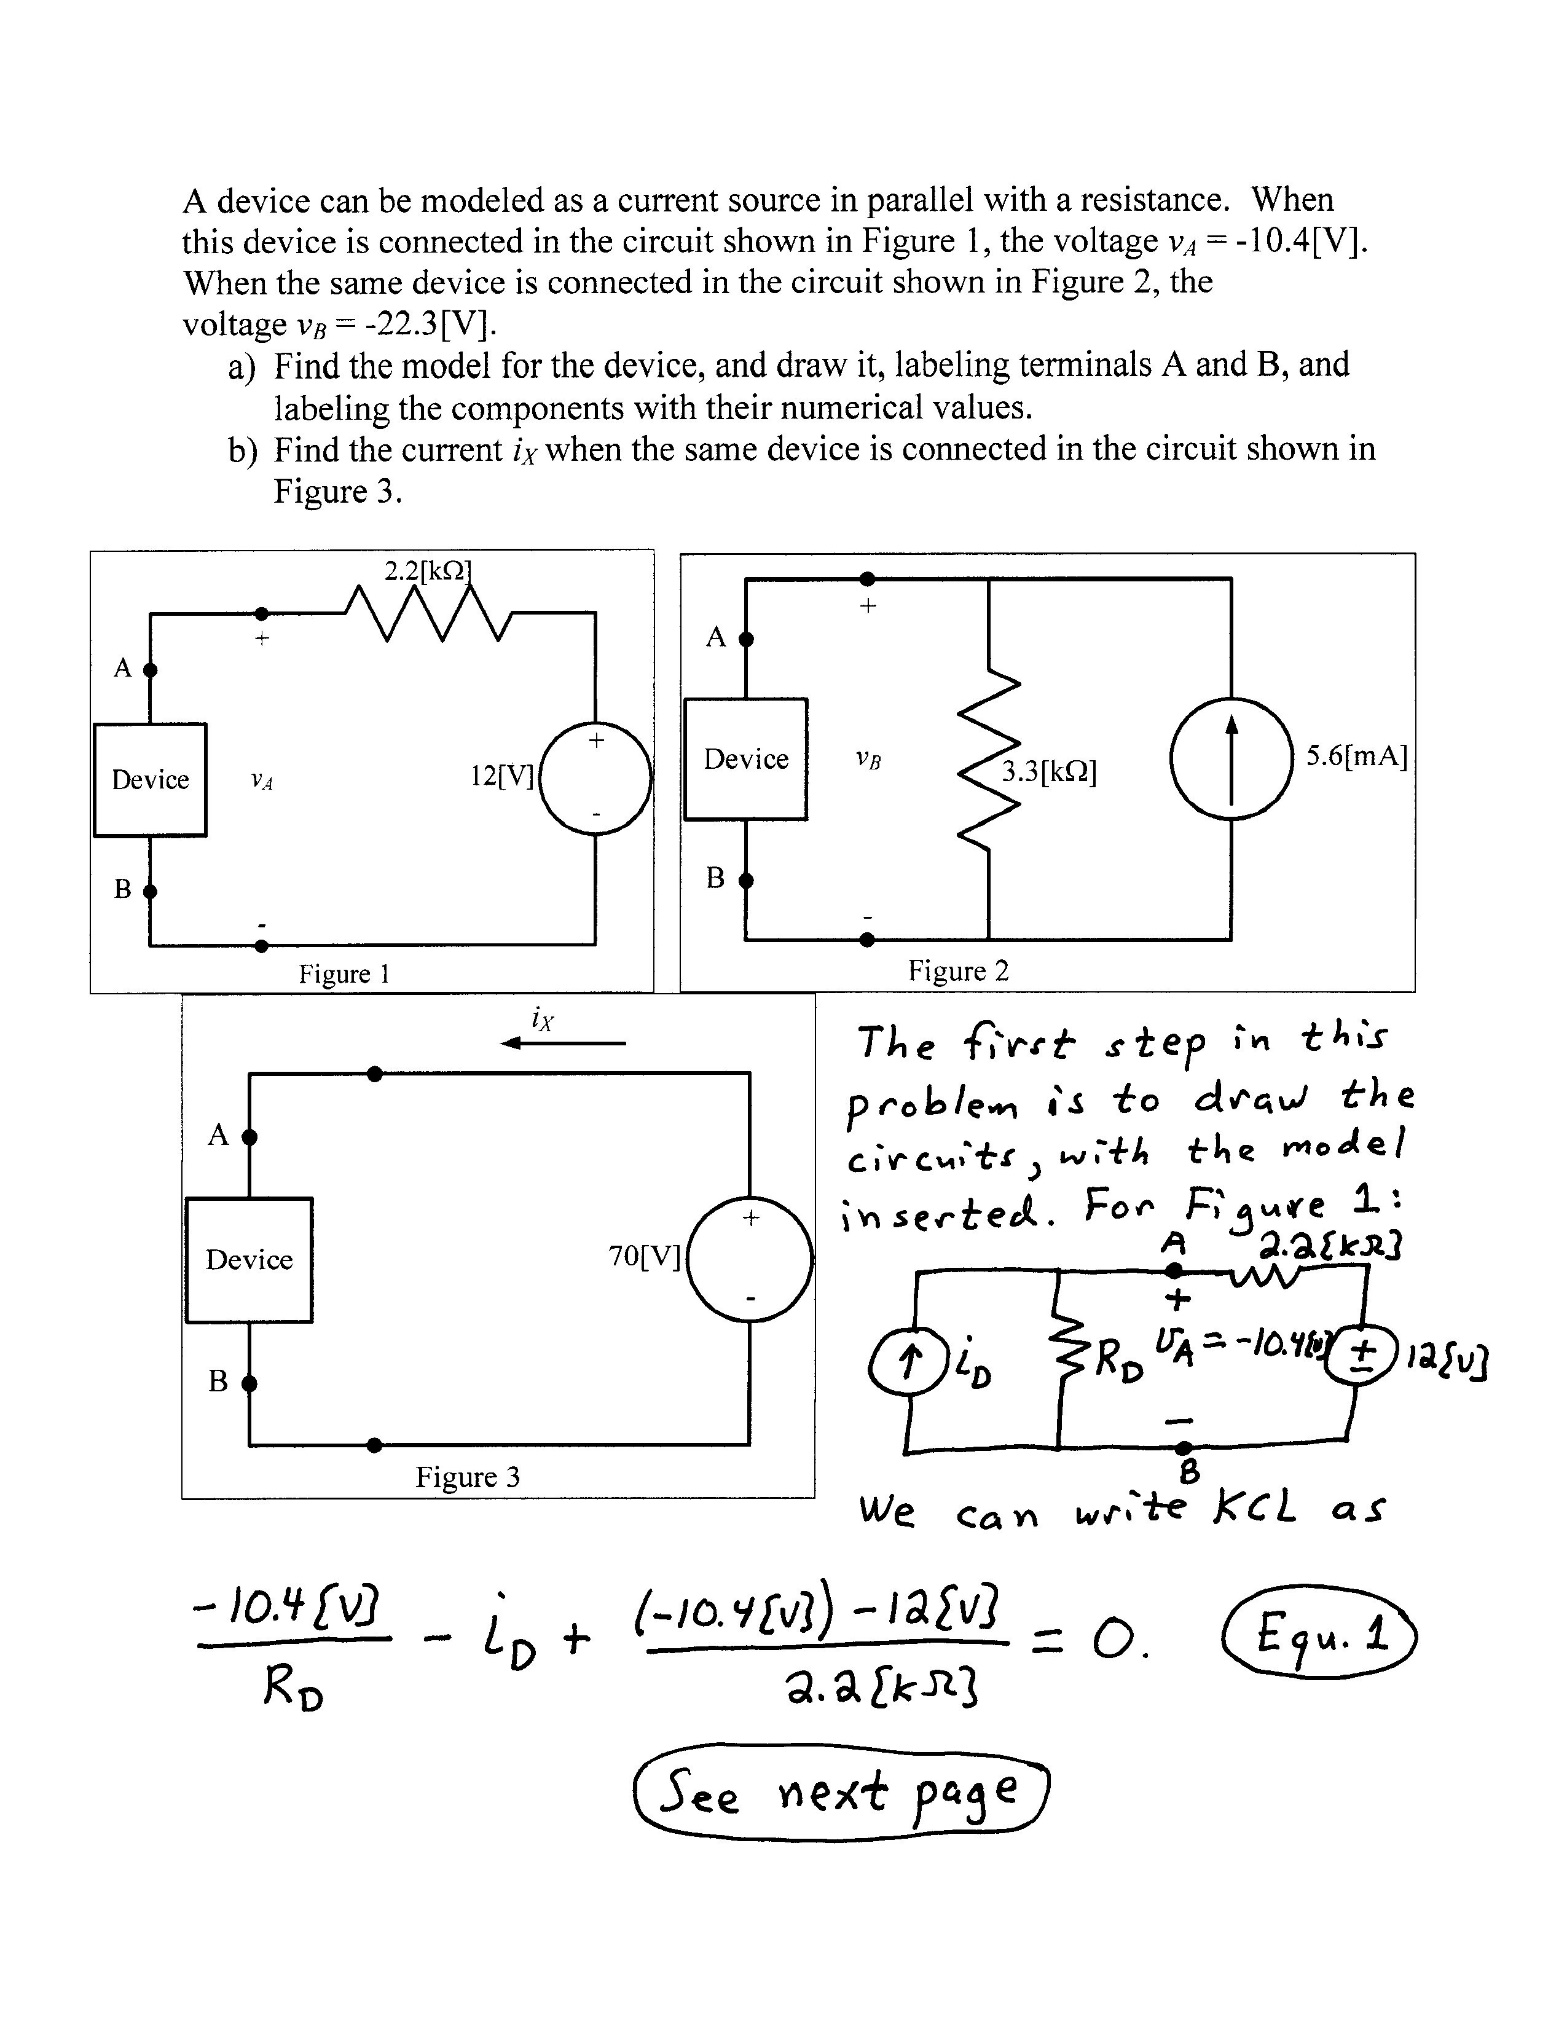 A device can be modeled as a current source in parallel with a resistance. When
this device is connected in the circuit shown in Figure 1, the voltage vA = -10.4[V].
When the same device is connected in the circuit shown in Figure 2, the
voltage vB = -22.3[V].
a) Find the model for the device, and draw it, labeling terminals A and B, and
labeling the components with their numerical values.
b) Find the current iX when the same device is connected in the circuit shown in
Figure 3.
2.2[kΩ]
+
A
+
Device
vA
12[V]
-
B
-
Figure 1
+
A
Device
vB
3.3[kΩ]
5.6[mA]
B
-
Figure 2
iX
A
+
Device
70[V]
-
B
Figure 3
The first step in this
problem is to draw the
circuits, with the model
inserted. For Figure 1:
A 2.2[kΩ]
+
iD RD vA = -10.4[V] + - 12[V]
-
B
We can write KCL as
-10.4[V] / RD - iD + (-10.4[V]) - 12[V] / 2.2[kΩ] = 0. Equ. 1
See next page